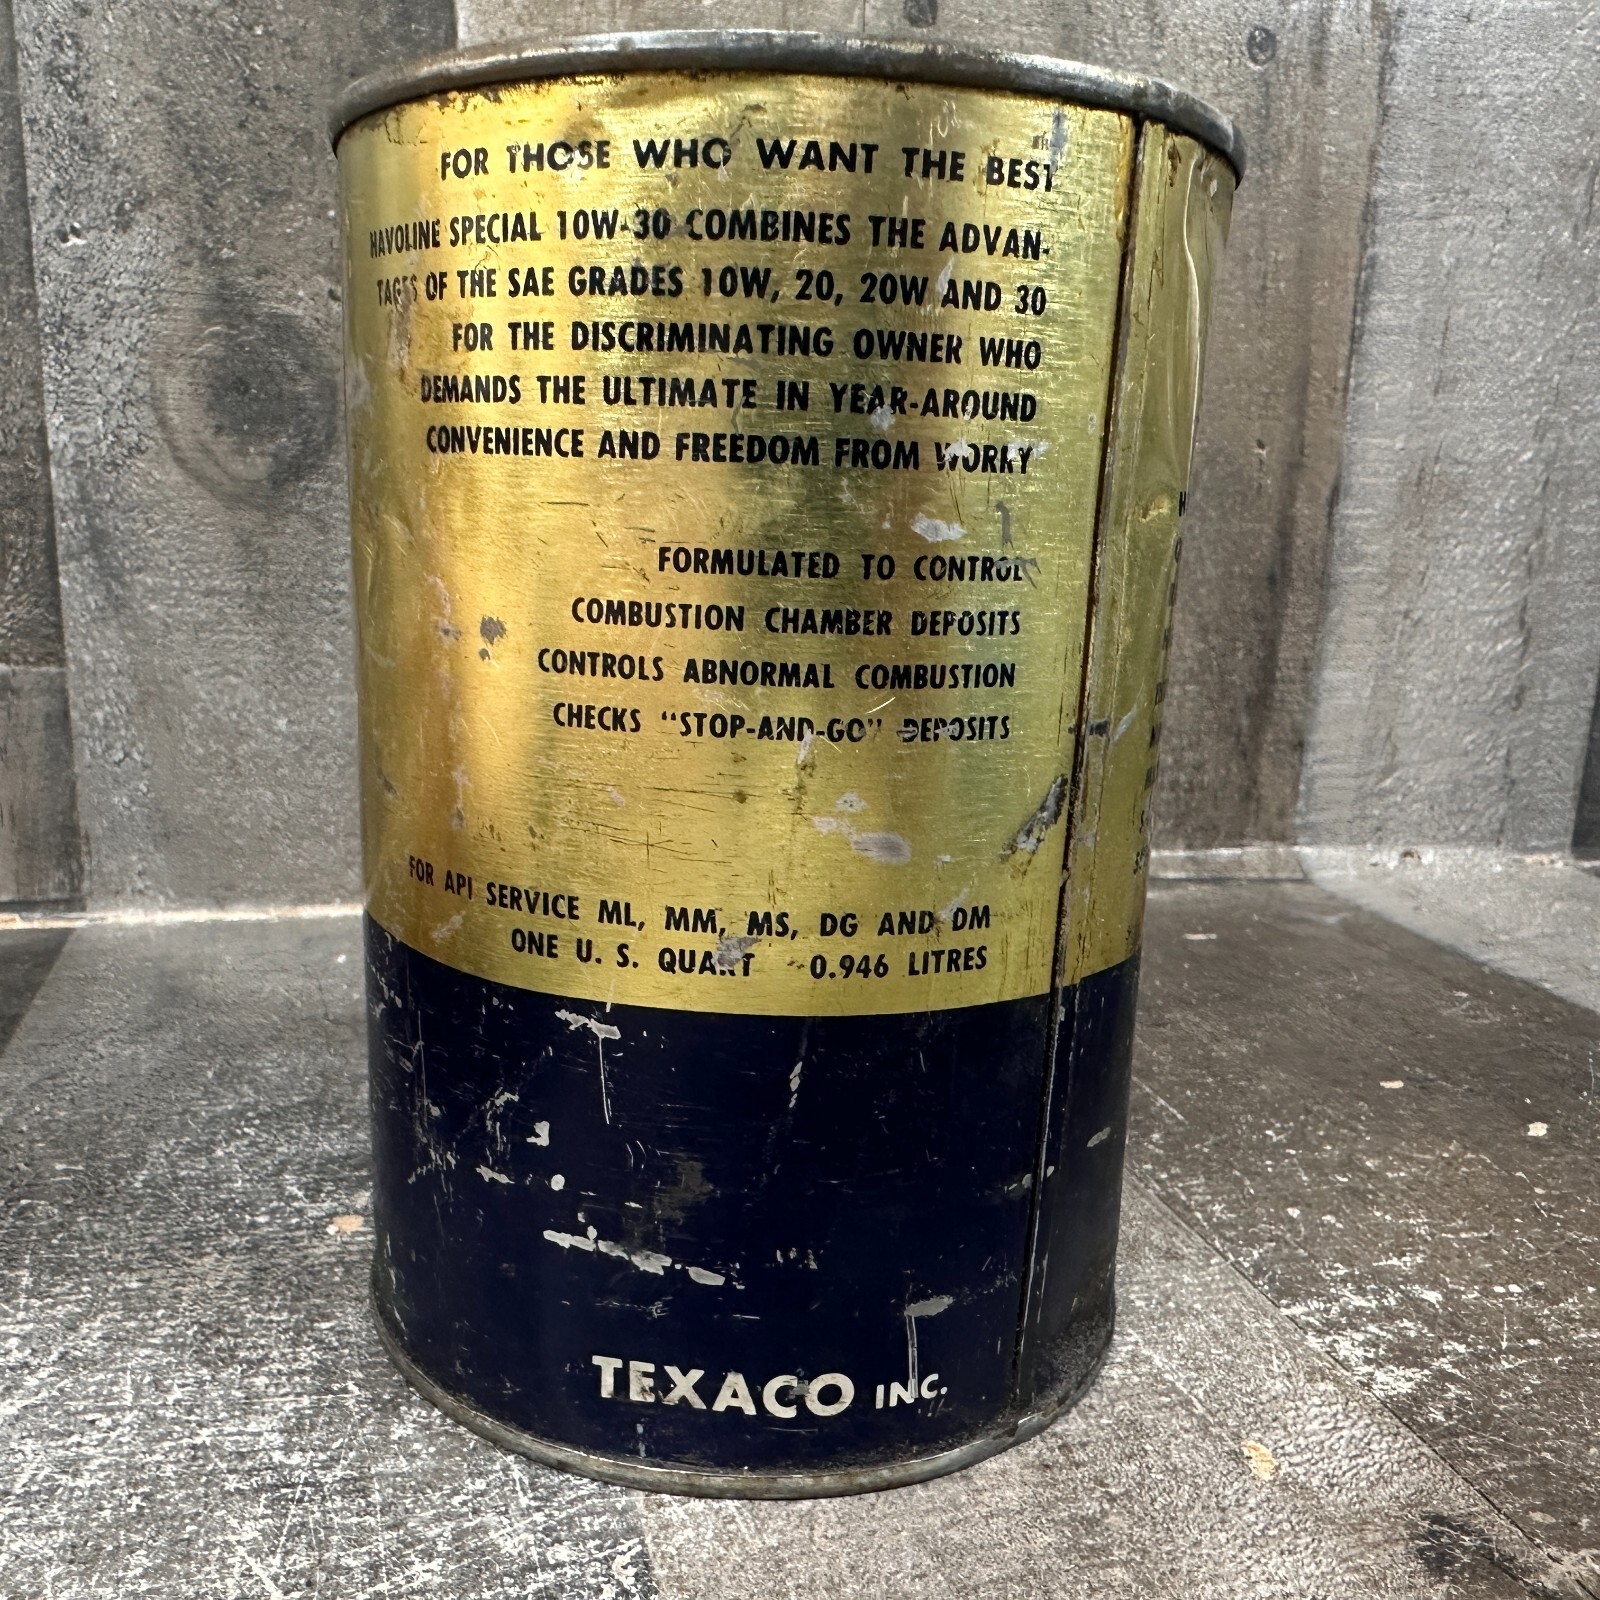 FOR THOSE WHO WANT THE BEST
HAVOLINE SPECIAL 10W-30 COMBINES THE ADVAN-
TAGES OF THE SAE GRADES 10W, 20, 20W AND 30
FOR THE DISCRIMINATING OWNER WHO
DEMANDS THE ULTIMATE IN YEAR-AROUND
CONVENIENCE AND FREEDOM FROM WORRY
FORMULATED TO CONTROL
COMBUSTION CHAMBER DEPOSITS
CONTROLS ABNORMAL COMBUSTION
CHECKS "STOP-AND-GO" DEPOSITS
FOR API SERVICE ML, MM, MS, DG AND DM
ONE U. S. QUART 0.946 LITRES
TEXACO INC.